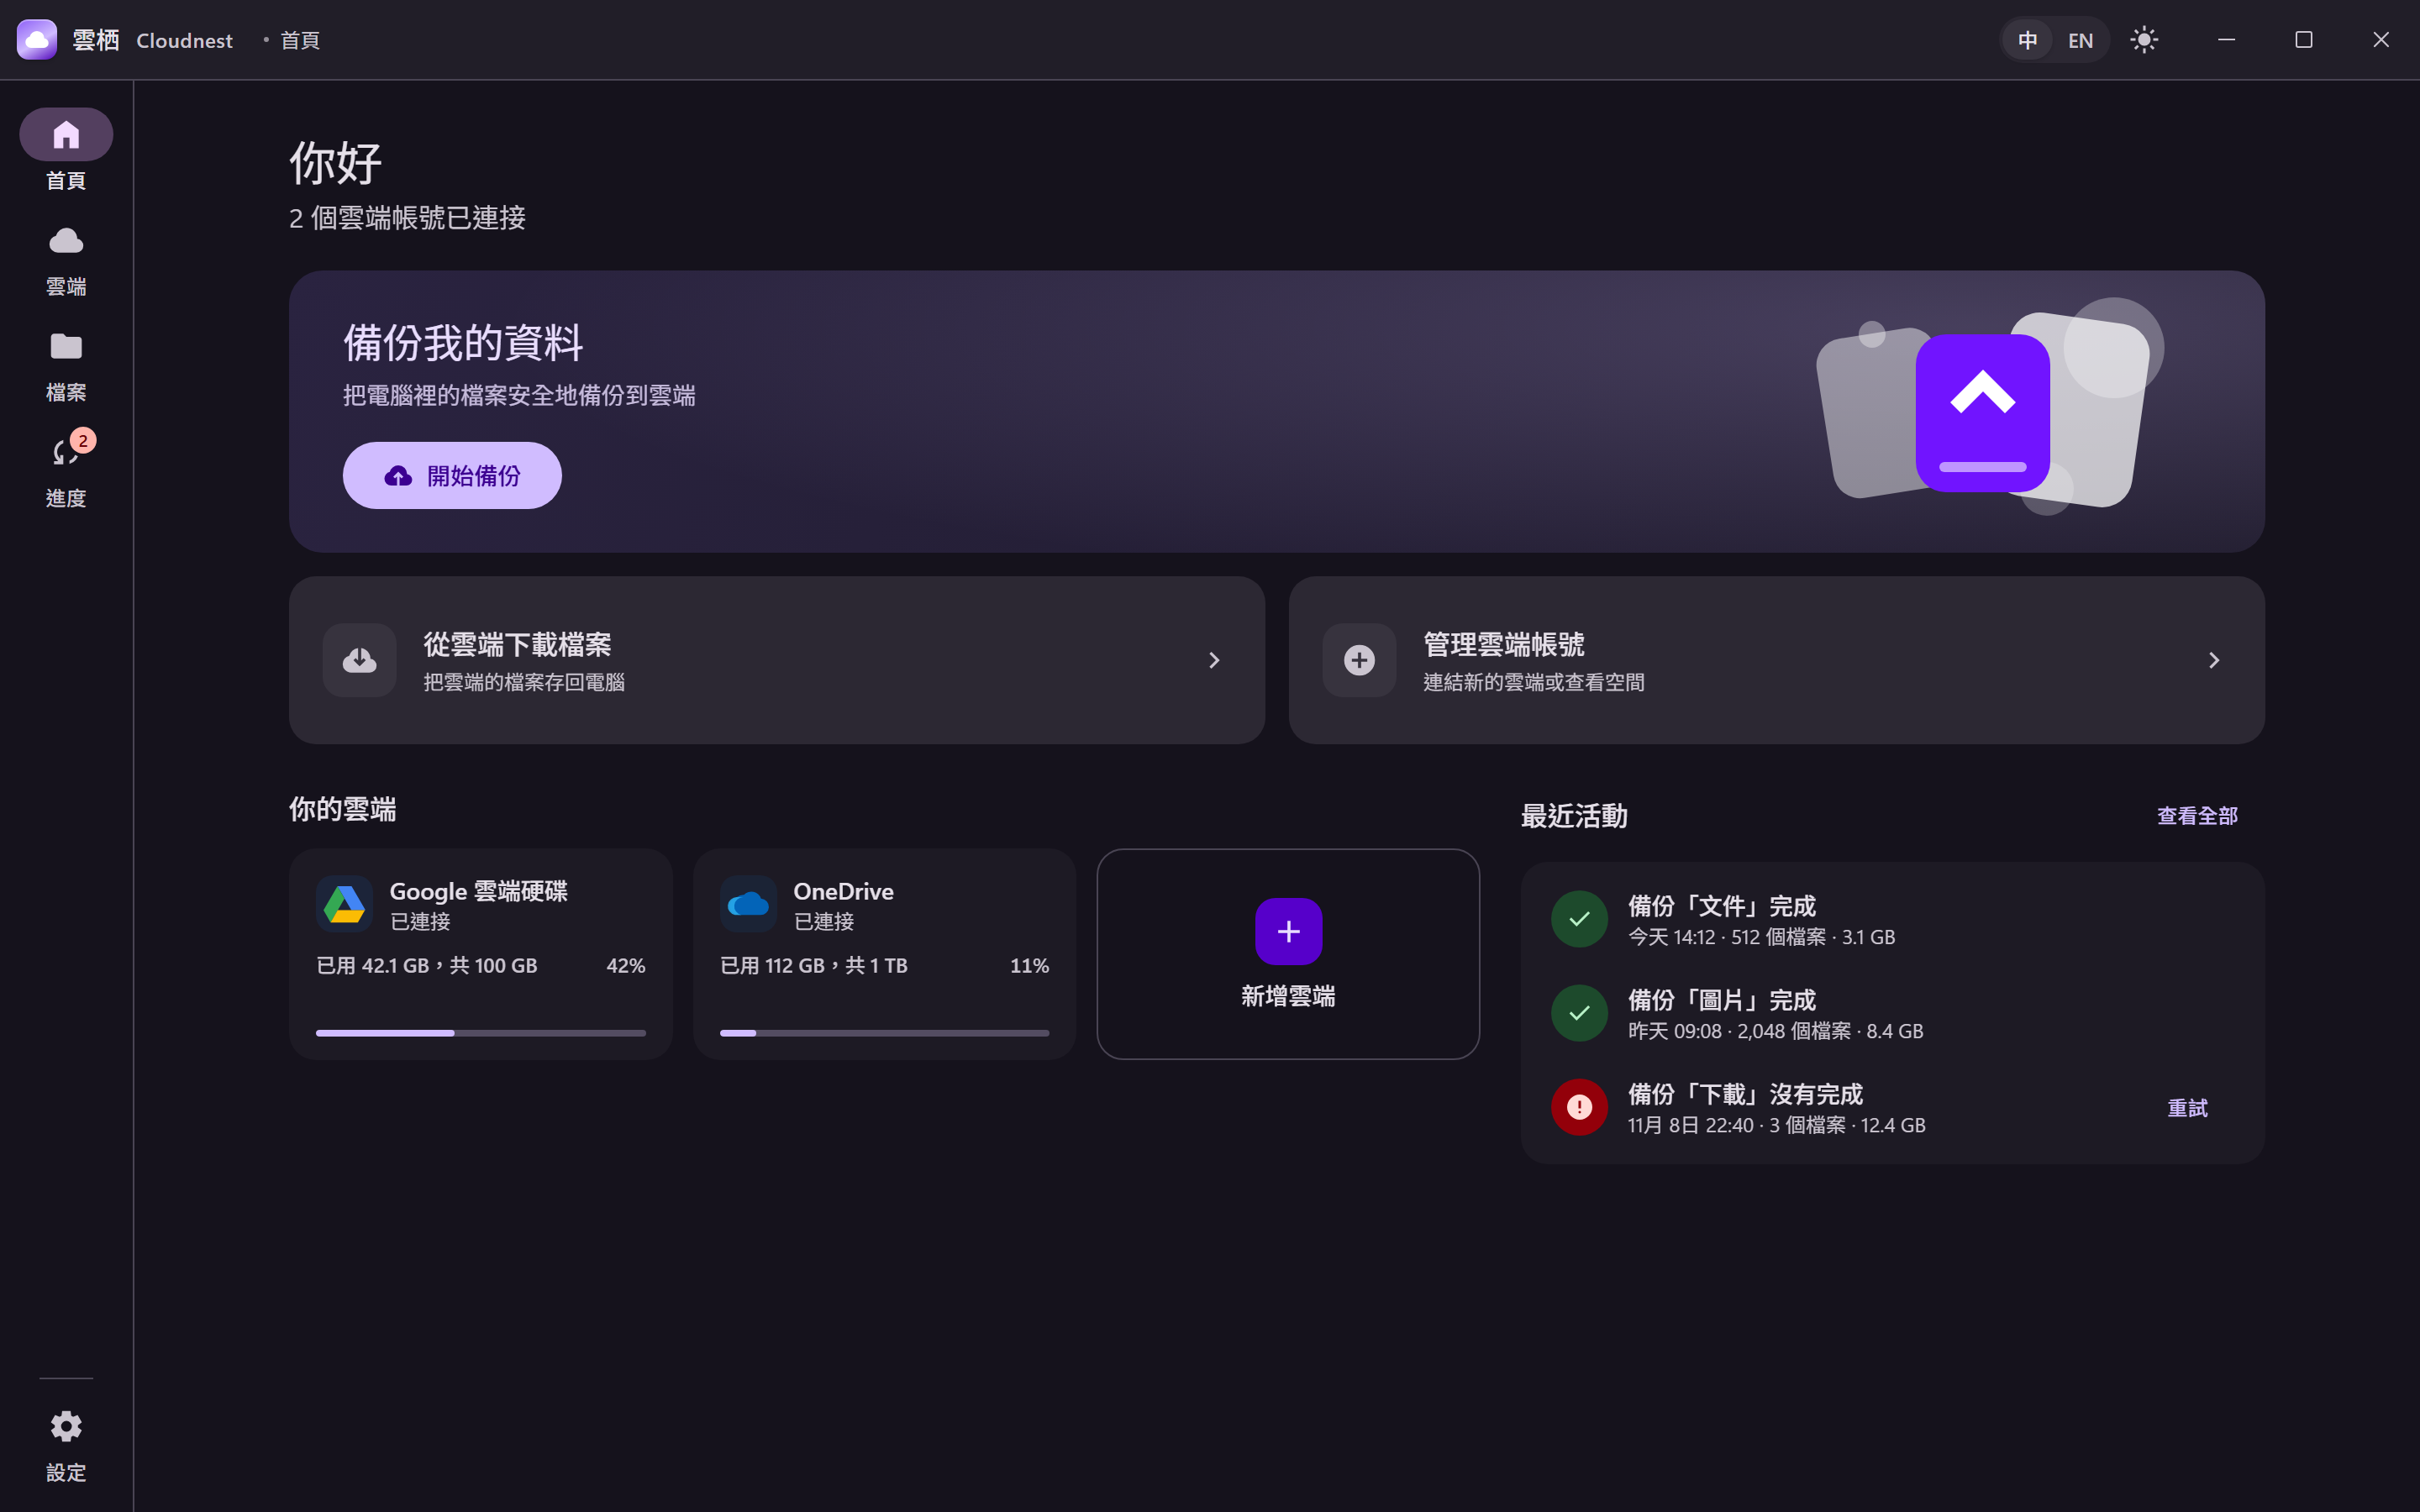 雲栖 Cloudnest • 首頁
中 EN
首頁
雲端
檔案
2
進度
設定
你好
2 個雲端帳號已連接
備份我的資料
把電腦裡的檔案安全地備份到雲端
開始備份
從雲端下載檔案
把雲端的檔案存回電腦
管理雲端帳號
連結新的雲端或查看空間
你的雲端
Google 雲端硬碟
已連接
已用 42.1 GB，共 100 GB 42%
OneDrive
已連接
已用 112 GB，共 1 TB 11%
新增雲端
最近活動 查看全部
備份「文件」完成
今天 14:12 · 512 個檔案 · 3.1 GB
備份「圖片」完成
昨天 09:08 · 2,048 個檔案 · 8.4 GB
備份「下載」沒有完成
11月 8日 22:40 · 3 個檔案 · 12.4 GB
重試